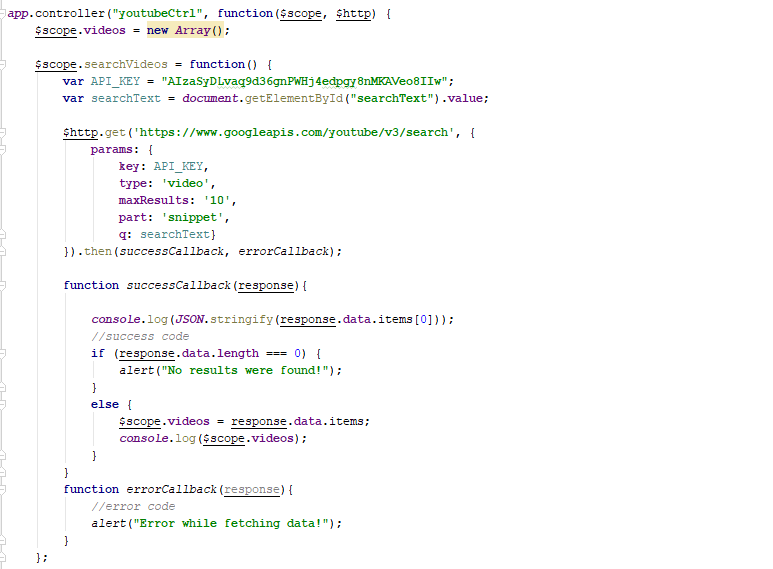 app.controller("youtubeCtrl", function($scope, $http) {
$scope.videos = new Array();
$scope.searchVideos = function() {
var API_KEY = "AIzaSyDLvaq9d36gnPWHj4edpgy8nMKAVeo8IIw";
var searchText = document.getElementById("searchText").value;
$http.get('https://www.googleapis.com/youtube/v3/search', {
params: {
key: API_KEY,
type: 'video',
maxResults: '10',
part: 'snippet',
q: searchText}
}).then(successCallback, errorCallback);
function successCallback(response){
console.log(JSON.stringify(response.data.items[0]));
//success code
if (response.data.length === 0) {
alert("No results were found!");
}
else {
$scope.videos = response.data.items;
console.log($scope.videos);
}
}
function errorCallback(response){
//error code
alert("Error while fetching data!");
}
};